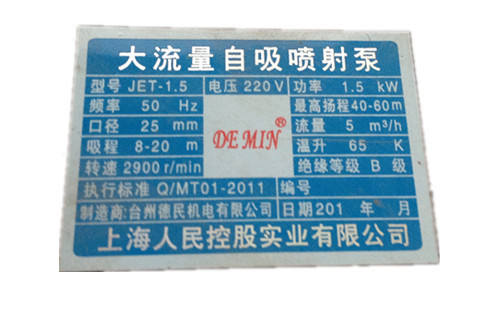 大流量自吸喷射泵
型号 JET-1.5 电压 220V 功率 1.5 kW
频率 50 Hz 最高扬程40-60m
口径 25 mm 流量 5 m³/h
DE MIN®
吸程 8-20 m 温升 65 K
转速 2900 r/min 绝缘等级 B 级
执行标准 Q/MT01-2011 编号
制造商:台州德民机电有限公司 日期201 年 月
上海人民控股实业有限公司